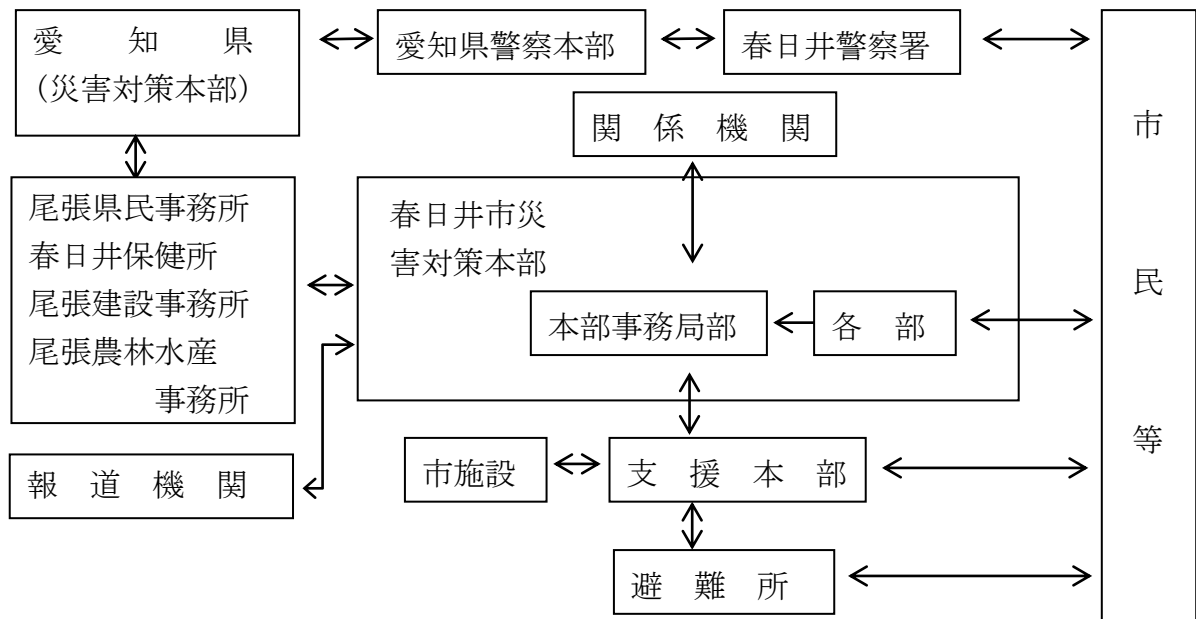 愛知県
(災害対策本部)
愛知県警察本部
春日井警察署
関係機関
市民等
尾張県民事務所
春日井保健所
尾張建設事務所
尾張農林水産
事務所
春日井市災
害対策本部
本部事務局部
各部
報道機関
市施設
支援本部
避難所